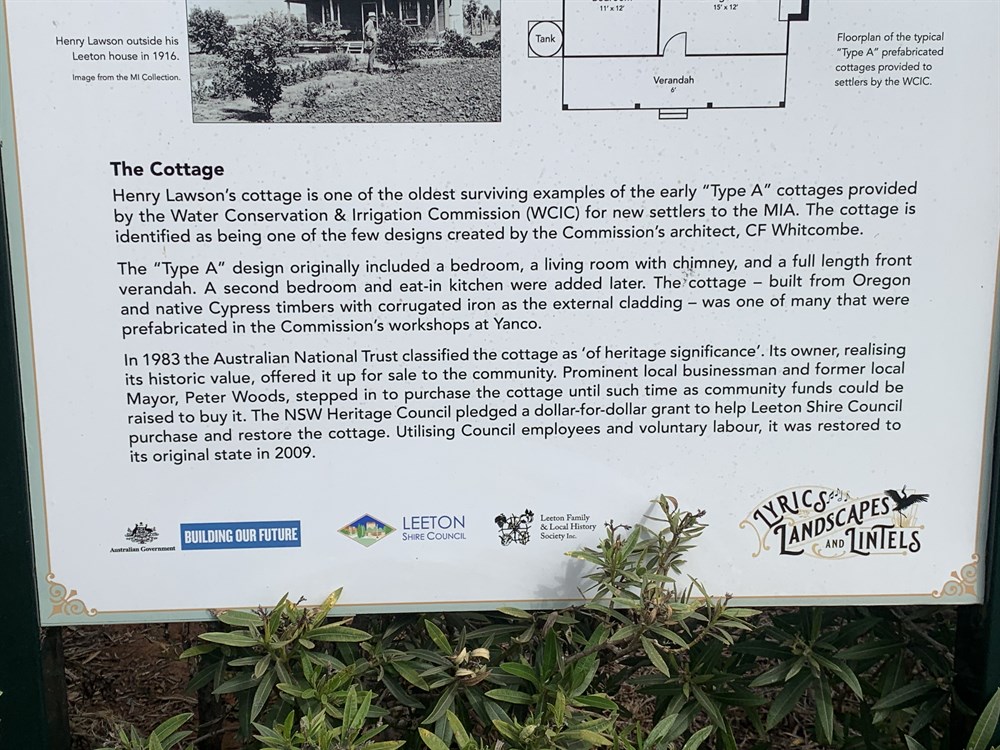 11' x 12'
15' x 12'
Tank
Verandah
6'
Henry Lawson outside his
Leeton house in 1916.
Image from the MI Collection.
Floorplan of the typical
“Type A” prefabricated
cottages provided to
settlers by the WCIC.
The Cottage
Henry Lawson’s cottage is one of the oldest surviving examples of the early “Type A” cottages provided
by the Water Conservation & Irrigation Commission (WCIC) for new settlers to the MIA. The cottage is
identified as being one of the few designs created by the Commission’s architect, CF Whitcombe.
The “Type A” design originally included a bedroom, a living room with chimney, and a full length front
verandah. A second bedroom and eat-in kitchen were added later. The cottage – built from Oregon
and native Cypress timbers with corrugated iron as the external cladding – was one of many that were
prefabricated in the Commission’s workshops at Yanco.
In 1983 the Australian National Trust classified the cottage as ‘of heritage significance’. Its owner, realising
its historic value, offered it up for sale to the community. Prominent local businessman and former local
Mayor, Peter Woods, stepped in to purchase the cottage until such time as community funds could be
raised to buy it. The NSW Heritage Council pledged a dollar-for-dollar grant to help Leeton Shire Council
purchase and restore the cottage. Utilising Council employees and voluntary labour, it was restored to
its original state in 2009.
Australian Government
BUILDING OUR FUTURE
LEETON
SHIRE COUNCIL
Leeton Family
& Local History
Society Inc.
LYRICS
LANDSCAPES
AND LINTELS